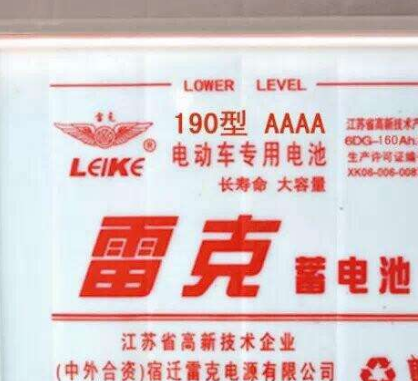 LOWER LEVEL
雷克
LEIKE®
190型 AAAA
电动车专用电池
长寿命 大容量
江苏省高新技术产
6DG-160Ah.
生产许可证编
XK06-006-008
雷克 蓄电池
江苏省高新技术企业
(中外合资)宿迁雷克电源有限公司